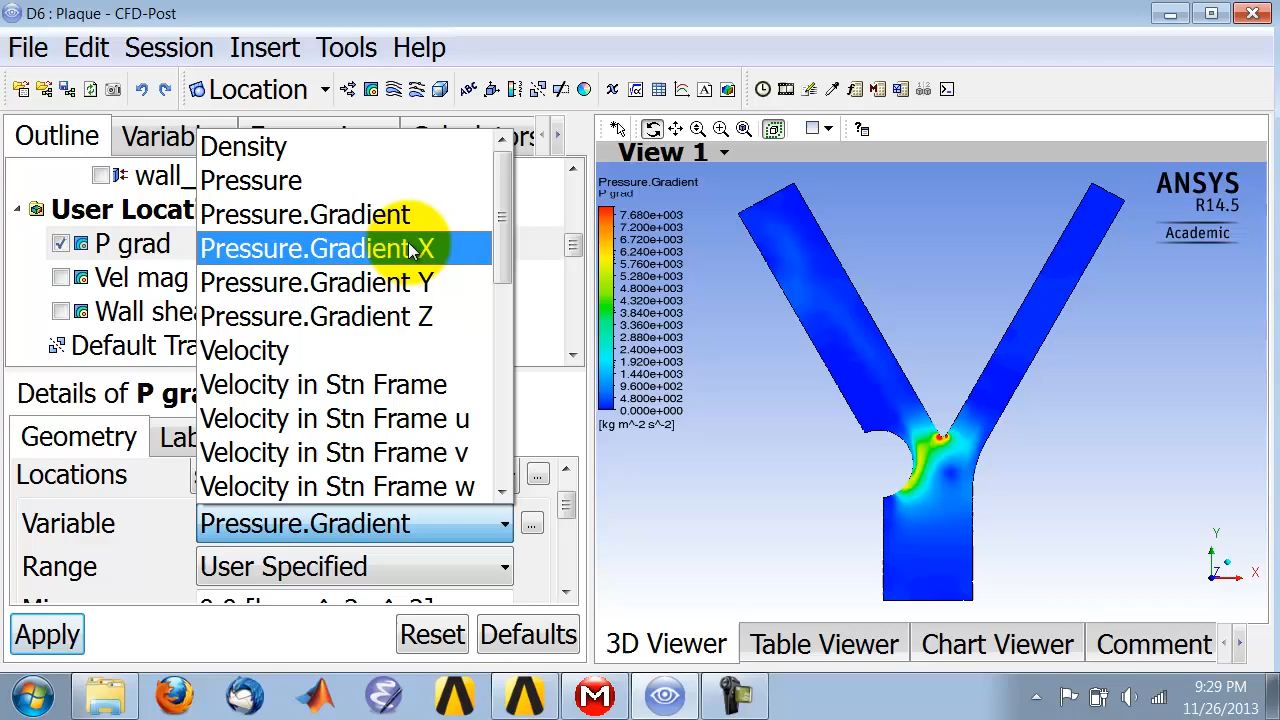 D6 : Plaque - CFD-Post
File Edit Session Insert Tools Help
Location
Outline
wall_
User Locat
P grad
Vel mag
Wall shea
Default Tra
Details of P gra
Geometry
Locations
Variable
Range
Density
Pressure
Pressure.Gradient
Pressure.Gradient X
Pressure.Gradient Y
Pressure.Gradient Z
Velocity
Velocity in Stn Frame
Velocity in Stn Frame u
Velocity in Stn Frame v
Velocity in Stn Frame w
Pressure.Gradient
User Specified
Apply Reset Defaults
View 1
Pressure.Gradient
P grad
7.680e+003
7.200e+003
6.720e+003
6.240e+003
5.760e+003
5.280e+003
4.800e+003
4.320e+003
3.840e+003
3.360e+003
2.880e+003
2.400e+003
1.920e+003
1.440e+003
9.600e+002
4.800e+002
0.000e+000
[kg m^-2 s^-2]
ANSYS
R14.5
Academic
Y
Z
X
3D Viewer Table Viewer Chart Viewer Comment
9:29 PM
11/26/2013